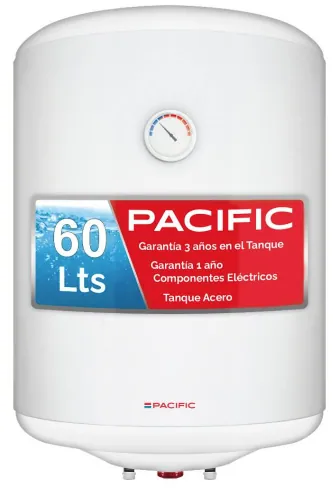 60
Lts
PACIFIC
Garantía 3 años en el Tanque
Garantía 1 año
Componentes Eléctricos
Tanque Acero
PACIFIC